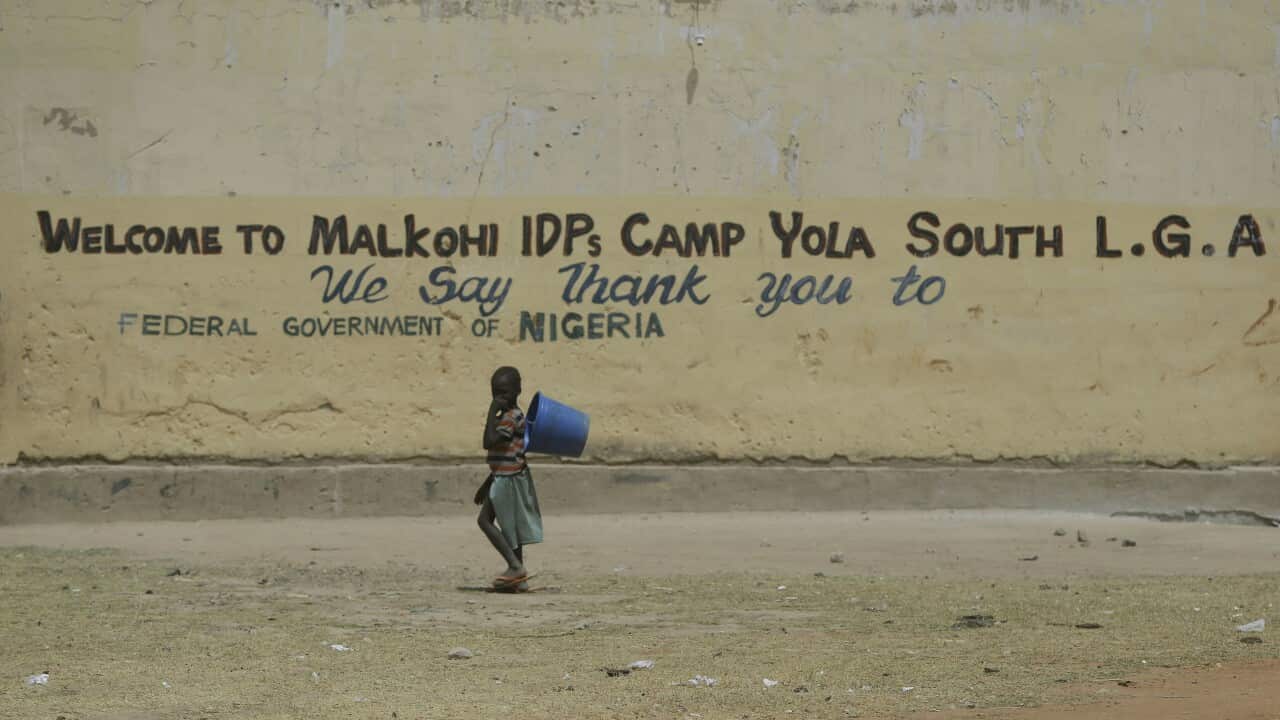 WELCOME TO MALKOHI IDPs CAMP YOLA SOUTH L.G.A
We Say Thank you to
FEDERAL GOVERNMENT OF NIGERIA